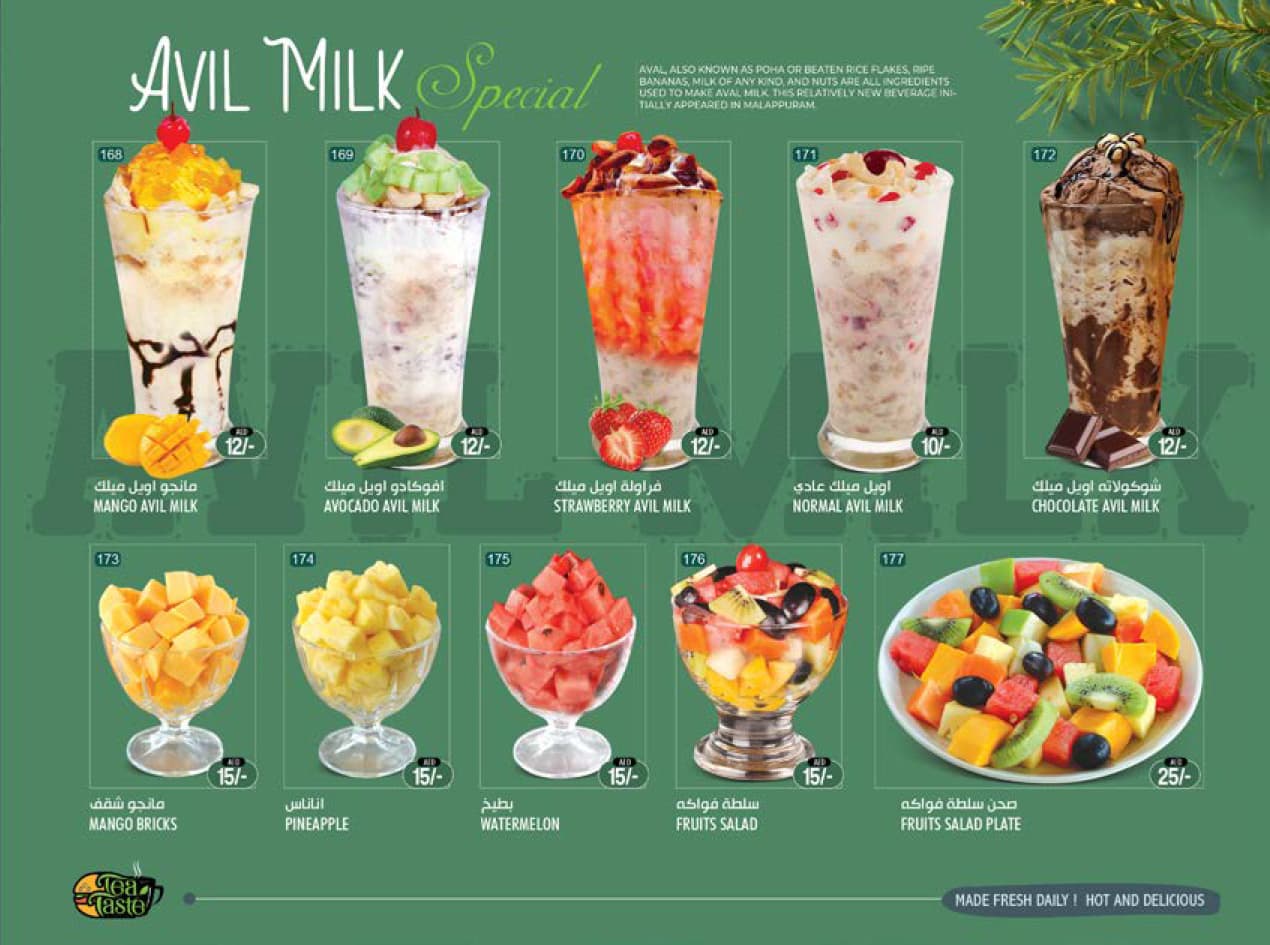 AVIL MILK Special
AVAL, ALSO KNOWN AS POHA OR BEATEN RICE FLAKES, RIPE
BANANAS, MILK OF ANY KIND, AND NUTS ARE ALL INGREDIENTS
USED TO MAKE AVAL MILK. THIS RELATIVELY NEW BEVERAGE INI-
TIALLY APPEARED IN MALAPPURAM.
AVIL MILK
168
AED
12/-
مانجو اويل ميلك
MANGO AVIL MILK
169
AED
12/-
افوكادو اويل ميلك
AVOCADO AVIL MILK
170
AED
12/-
فراولة اويل ميلك
STRAWBERRY AVIL MILK
171
AED
10/-
اويل ميلك عادي
NORMAL AVIL MILK
172
AED
12/-
شوكولاته اويل ميلك
CHOCOLATE AVIL MILK
173
AED
15/-
مانجو شقف
MANGO BRICKS
174
AED
15/-
اناناس
PINEAPPLE
175
AED
15/-
بطيخ
WATERMELON
176
AED
15/-
سلطة فواكه
FRUITS SALAD
177
AED
25/-
صحن سلطة فواكه
FRUITS SALAD PLATE
Tea
Taste
MADE FRESH DAILY ! HOT AND DELICIOUS